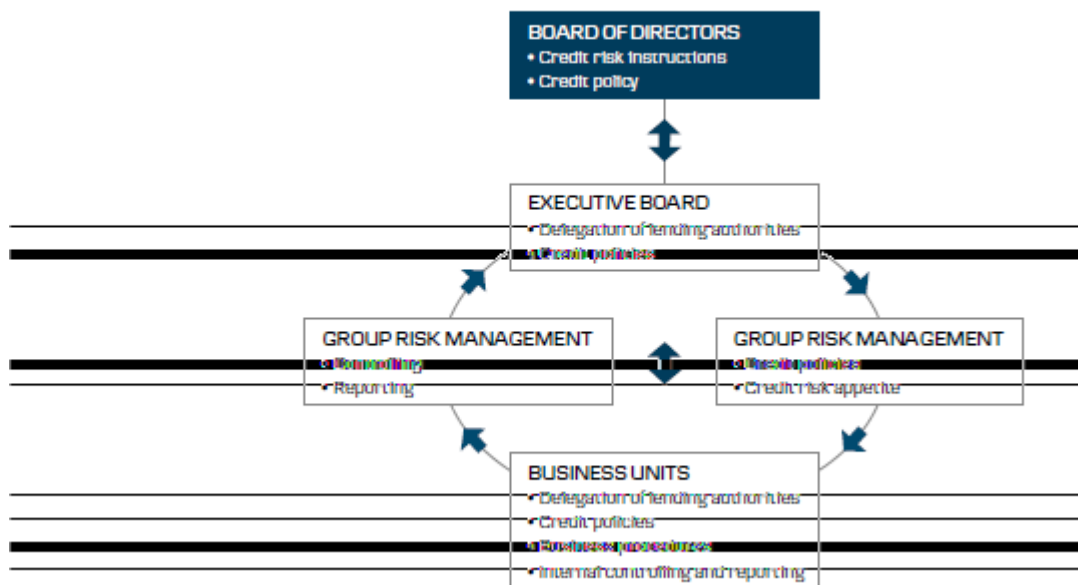 BOARD OF DIRECTORS
• Credit risk instructions
• Credit policy
EXECUTIVE BOARD
• Delegation of lending authorities
• Credit policies
GROUP RISK MANAGEMENT
• Controlling
• Reporting
GROUP RISK MANAGEMENT
• Credit policies
• Credit risk appetite
BUSINESS UNITS
• Delegation of lending authorities
• Credit policies
• Business procedures
• Internal controlling and reporting